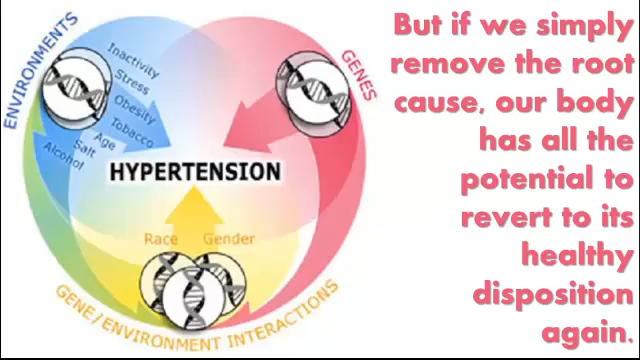 ENVIRONMENTS
Inactivity
Stress
Obesity
Tobacco
Age
Salt
Alcohol
GENES
HYPERTENSION
Race Gender
GENE/ENVIRONMENT INTERACTIONS
But if we simply
remove the root
cause, our body
has all the
potential to
revert to its
healthy
disposition
again.